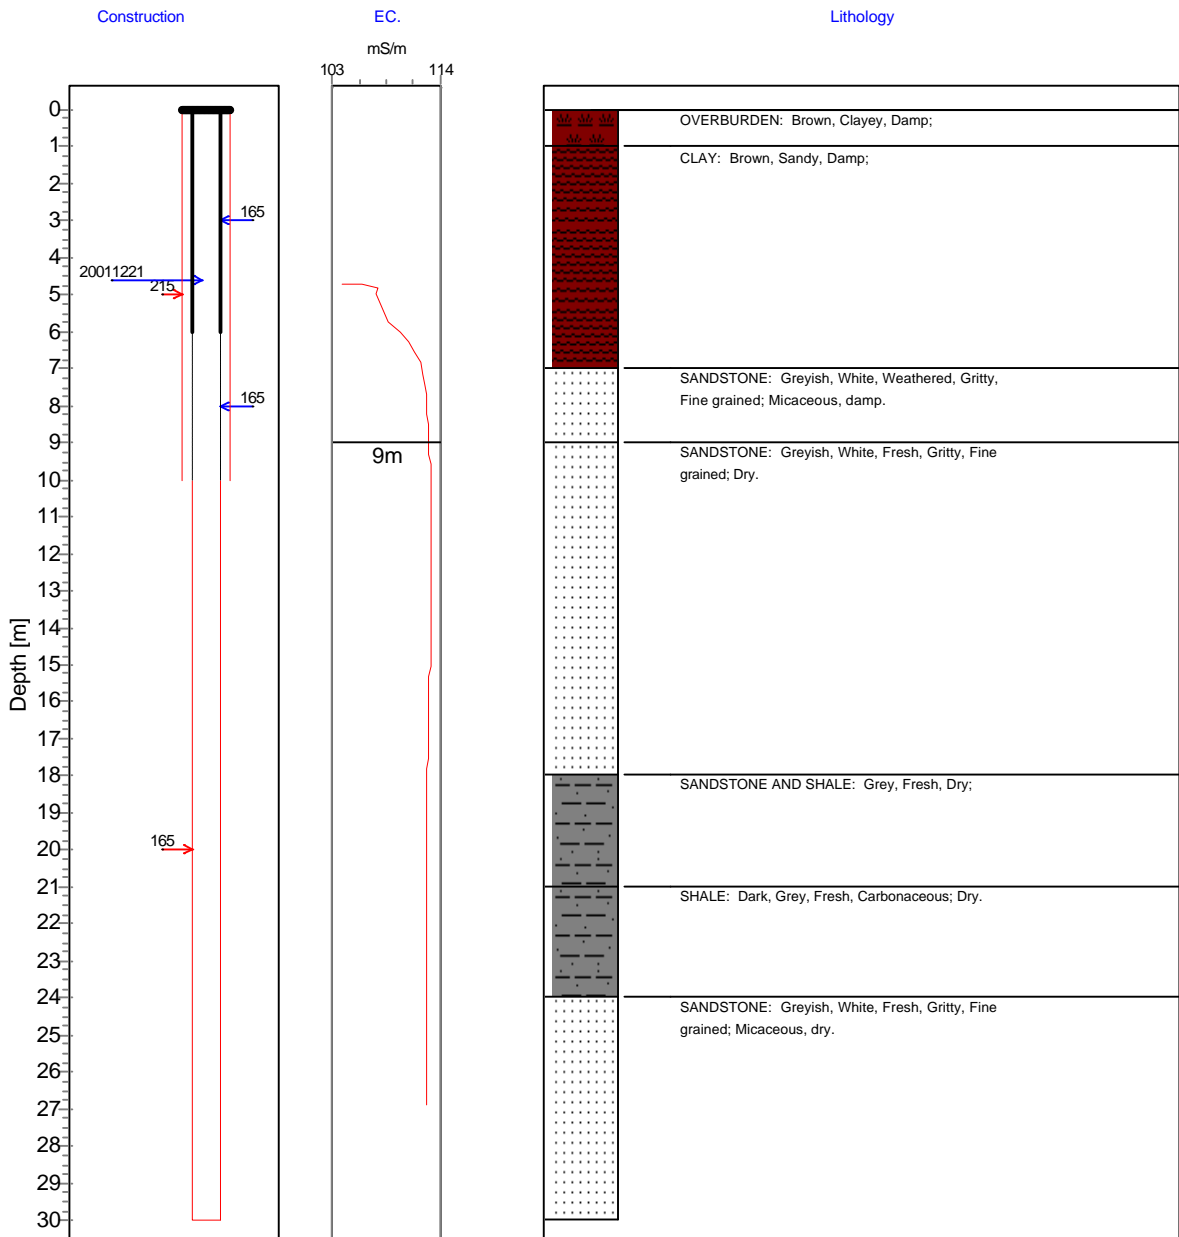 Construction
EC.
Lithology
mS/m
103
114
Depth [m]
0
1
2
3
4
5
6
7
8
9
10
11
12
13
14
15
16
17
18
19
20
21
22
23
24
25
26
27
28
29
30
165
20011221
215
165
165
9m
OVERBURDEN: Brown, Clayey, Damp;
CLAY: Brown, Sandy, Damp;
SANDSTONE: Greyish, White, Weathered, Gritty,
Fine grained; Micaceous, damp.
SANDSTONE: Greyish, White, Fresh, Gritty, Fine
grained; Dry.
SANDSTONE AND SHALE: Grey, Fresh, Dry;
SHALE: Dark, Grey, Fresh, Carbonaceous; Dry.
SANDSTONE: Greyish, White, Fresh, Gritty, Fine
grained; Micaceous, dry.